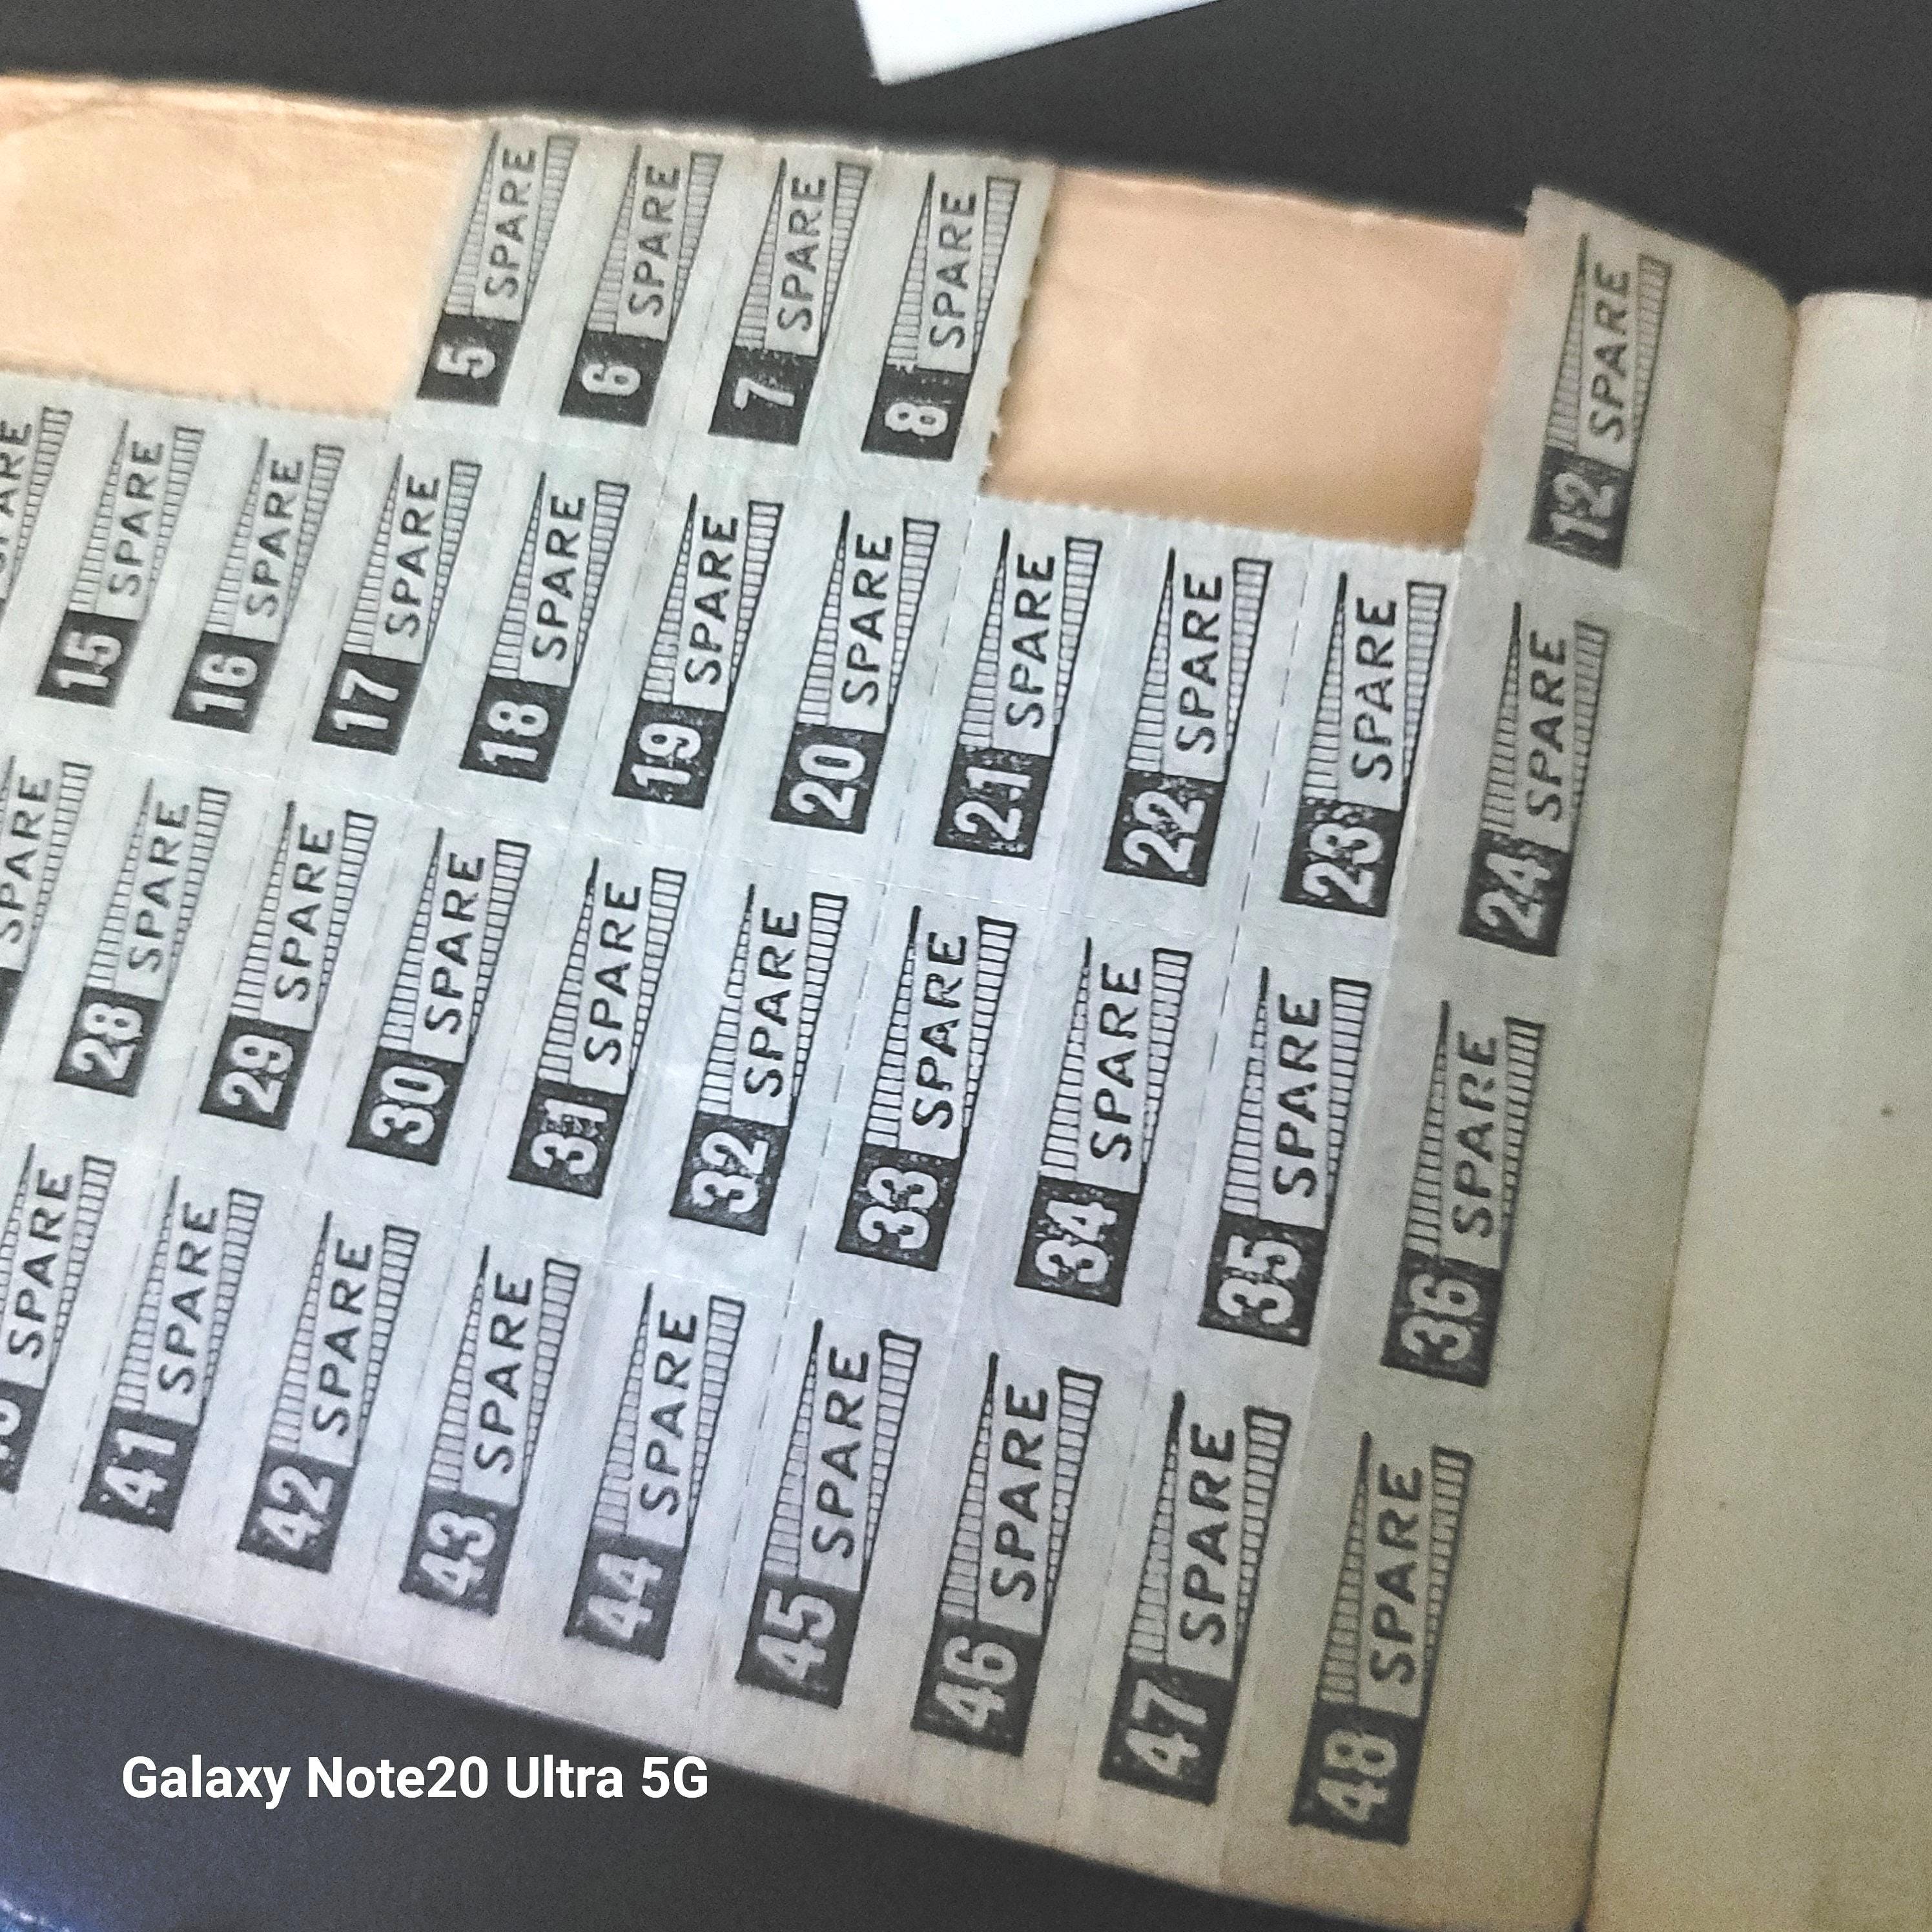 5 SPARE
6 SPARE
7 SPARE
8 SPARE
12 SPARE
SPARE
15 SPARE
16 SPARE
17 SPARE
18 SPARE
19 SPARE
20 SPARE
21 SPARE
22 SPARE
23 SPARE
24 SPARE
SPARE
28 SPARE
29 SPARE
30 SPARE
31 SPARE
32 SPARE
33 SPARE
34 SPARE
35 SPARE
36 SPARE
SPARE
41 SPARE
42 SPARE
43 SPARE
44 SPARE
45 SPARE
46 SPARE
47 SPARE
48 SPARE
Galaxy Note20 Ultra 5G